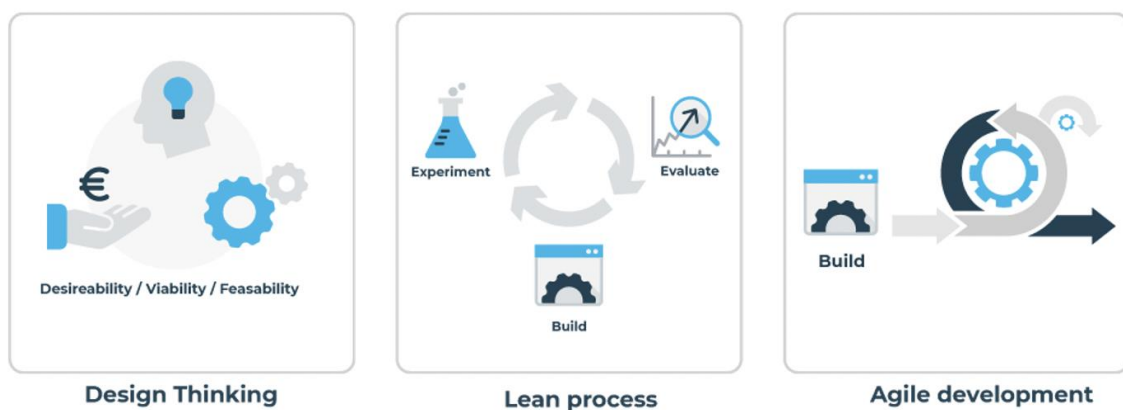 €
Desireability / Viability / Feasability
Design Thinking
Experiment
Evaluate
Build
Lean process
Build
Agile development